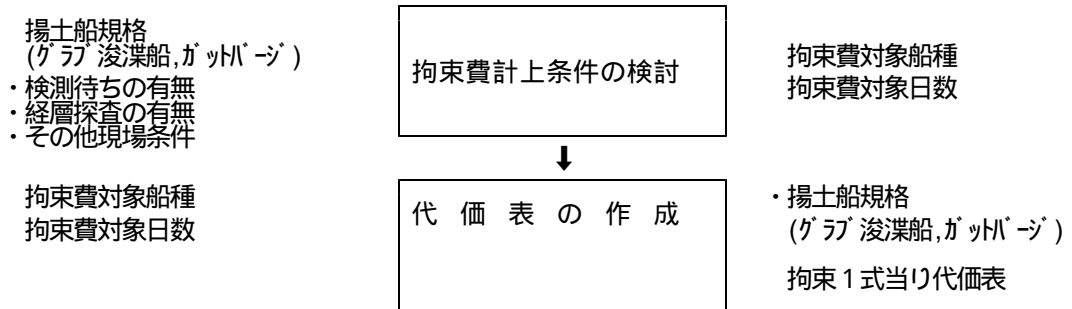 揚土船規格
(グラブ浚渫船,ガットバージ)
・検測待ちの有無
・経層探査の有無
・その他現場条件
拘束費計上条件の検討
拘束費対象船種
拘束費対象日数
⬇
拘束費対象船種
拘束費対象日数
代価表の作成
・揚土船規格
(グラブ浚渫船,ガットバージ)
拘束1式当り代価表